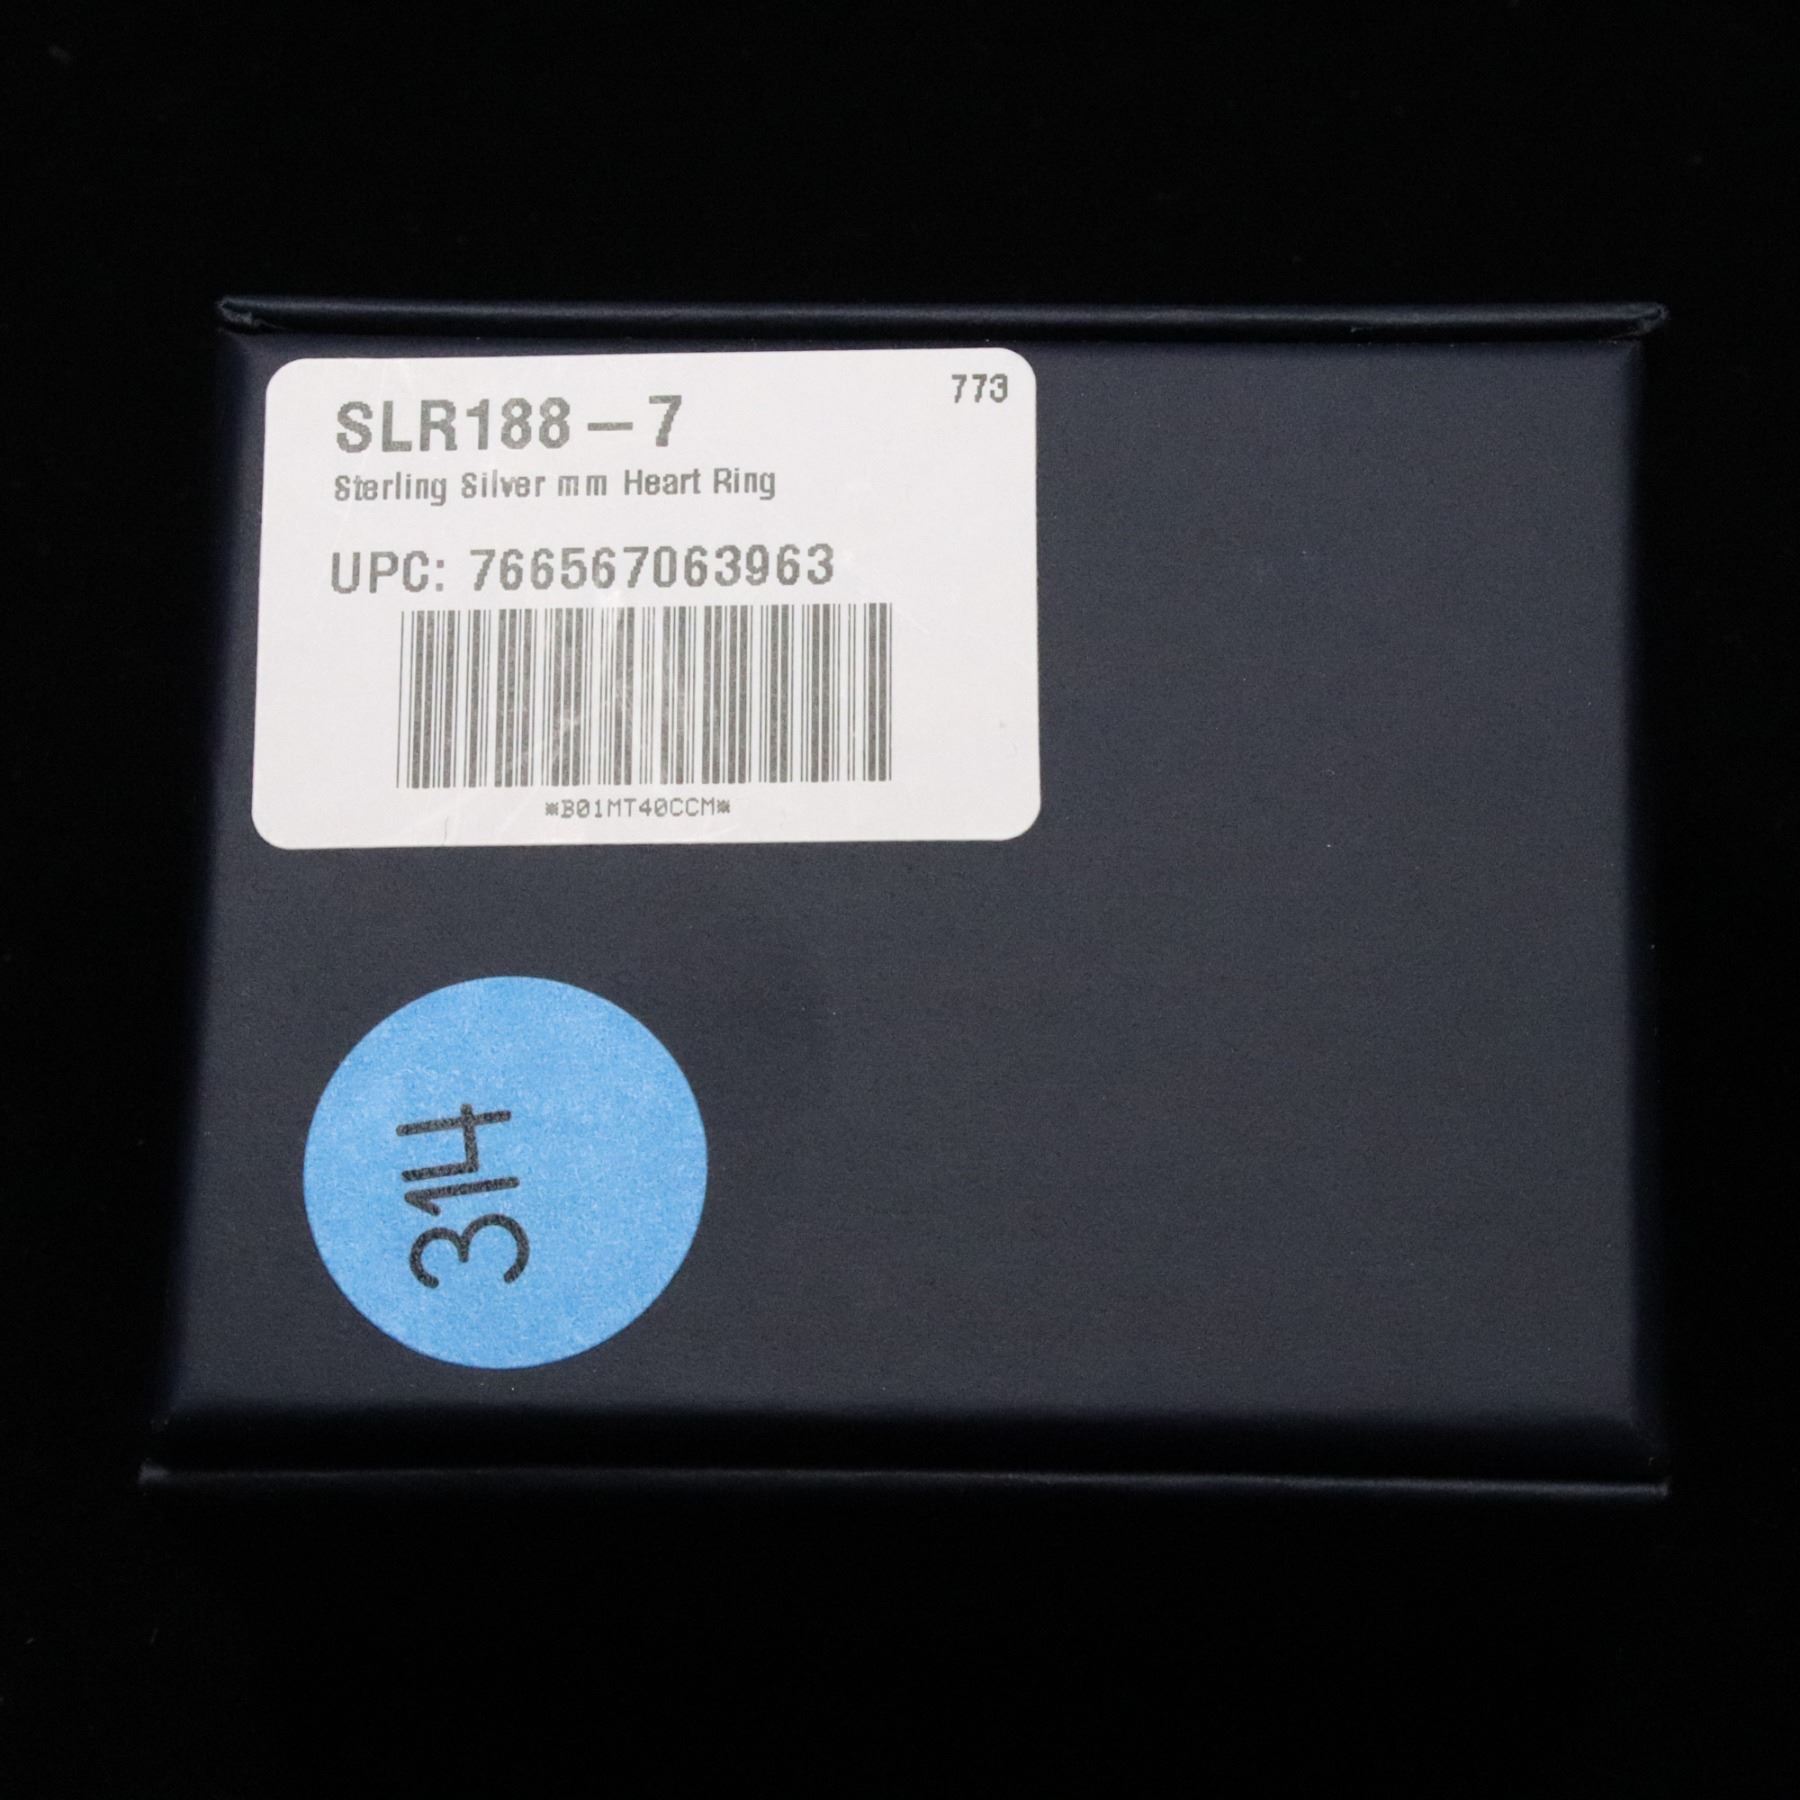 773
SLR188-7
Sterling Silver mm Heart Ring
UPC: 766567063963
*B01MT40CCM*
314